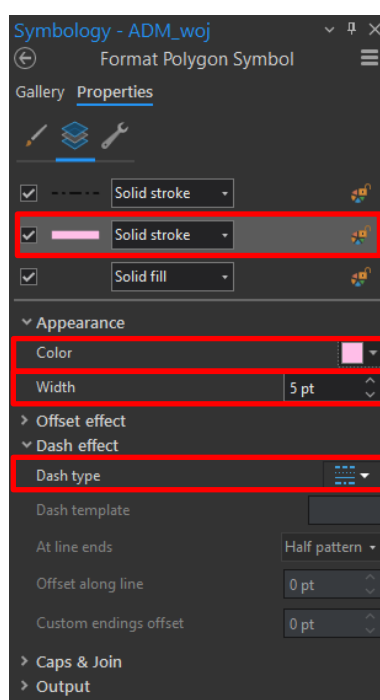 Symbology - ADM_woj
Format Polygon Symbol
Gallery Properties
Solid stroke
Solid stroke
Solid fill
Appearance
Color
Width 5 pt
Offset effect
Dash effect
Dash type
Dash template
At line ends Half pattern
Offset along line 0 pt
Custom endings offset 0 pt
Caps & Join
Output